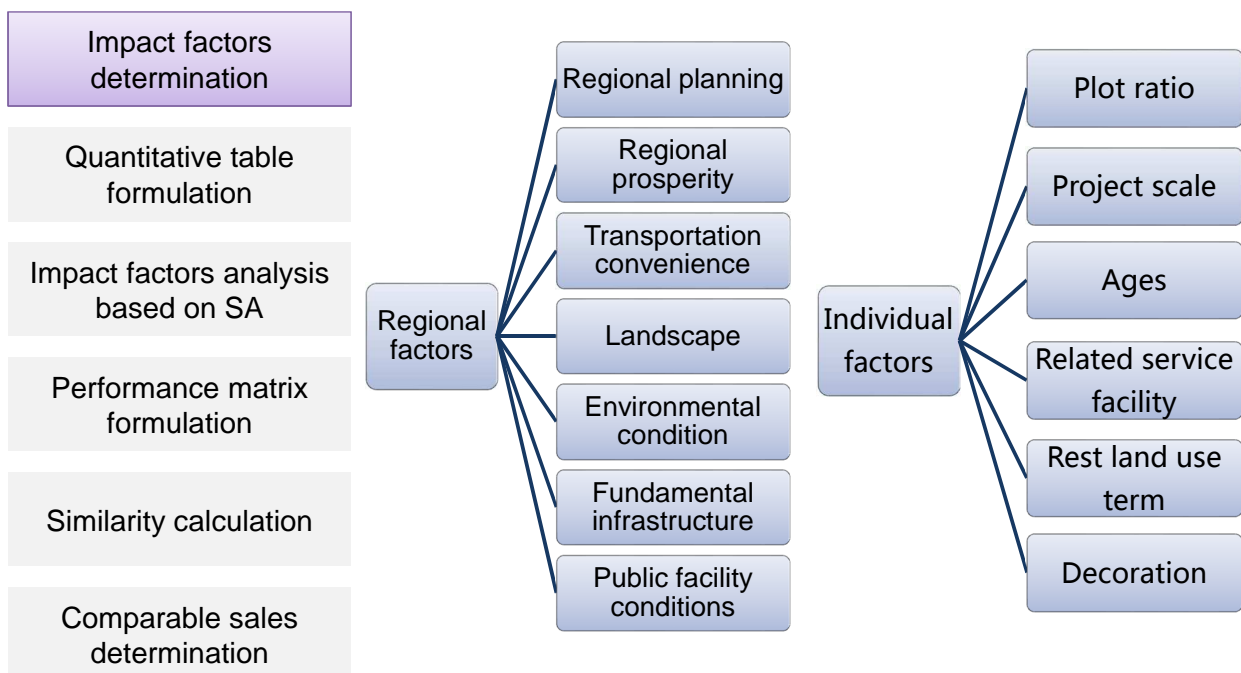 Impact factors
determination
Quantitative table
formulation
Impact factors analysis
based on SA
Performance matrix
formulation
Similarity calculation
Comparable sales
determination
Regional
factors
Regional planning
Regional
prosperity
Transportation
convenience
Landscape
Environmental
condition
Fundamental
infrastructure
Public facility
conditions
Individual
factors
Plot ratio
Project scale
Ages
Related service
facility
Rest land use
term
Decoration